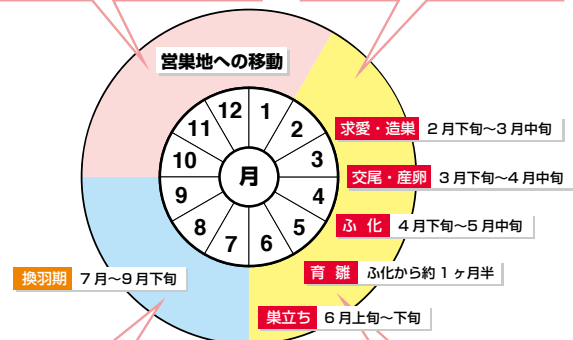 営巣地への移動
12
1
11
2
10
3
月
9
4
8
5
7
6
求愛・造巣 2月下旬〜3月中旬
交尾・産卵 3月下旬〜4月中旬
ふ 化 4月下旬〜5月中旬
育 雛 ふ化から約1ヶ月半
換羽期 7月〜9月下旬
巣立ち 6月上旬〜下旬